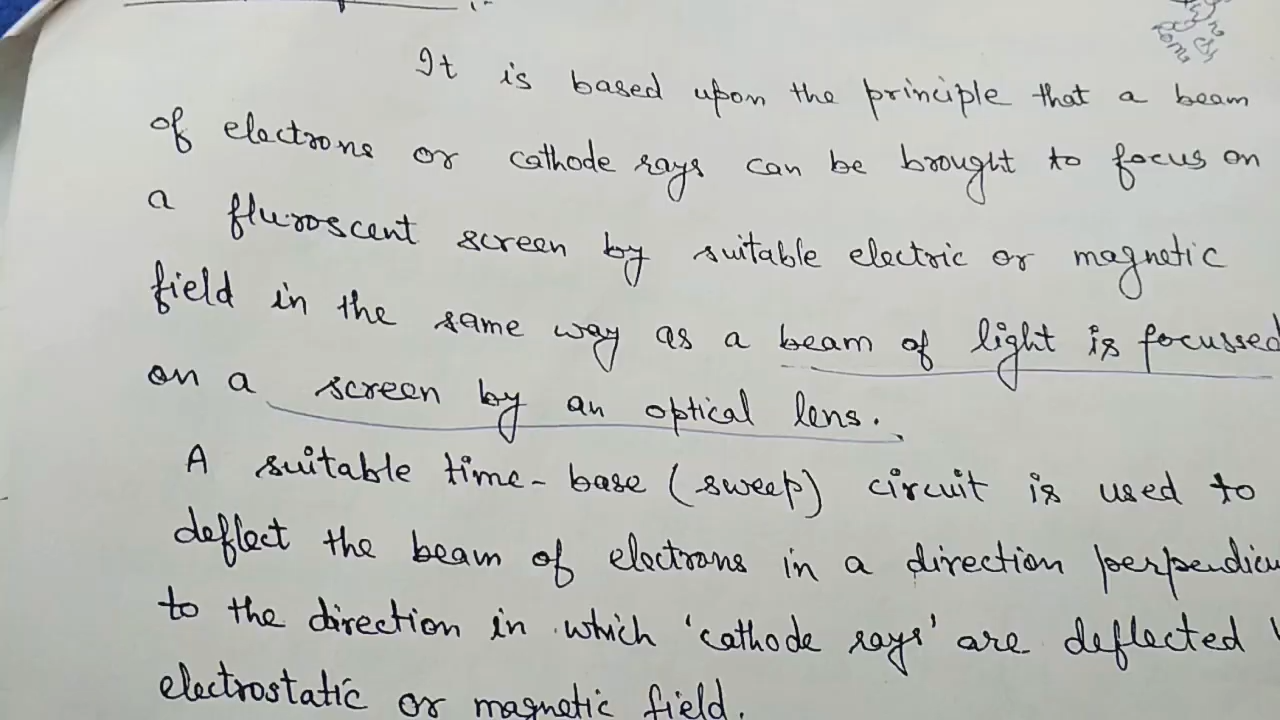 It is based upon the principle that a beam
of electrons or cathode rays can be brought to focus on
a fluroscent screen by suitable electric or magnetic
field in the same way as a beam of light is focussed
on a screen by an optical lens.
A suitable time-base (sweep) circuit is used to
deflect the beam of electrons in a direction perpendicu
to the direction in which 'cathode rays' are deflected
electrostatic or magnetic field.